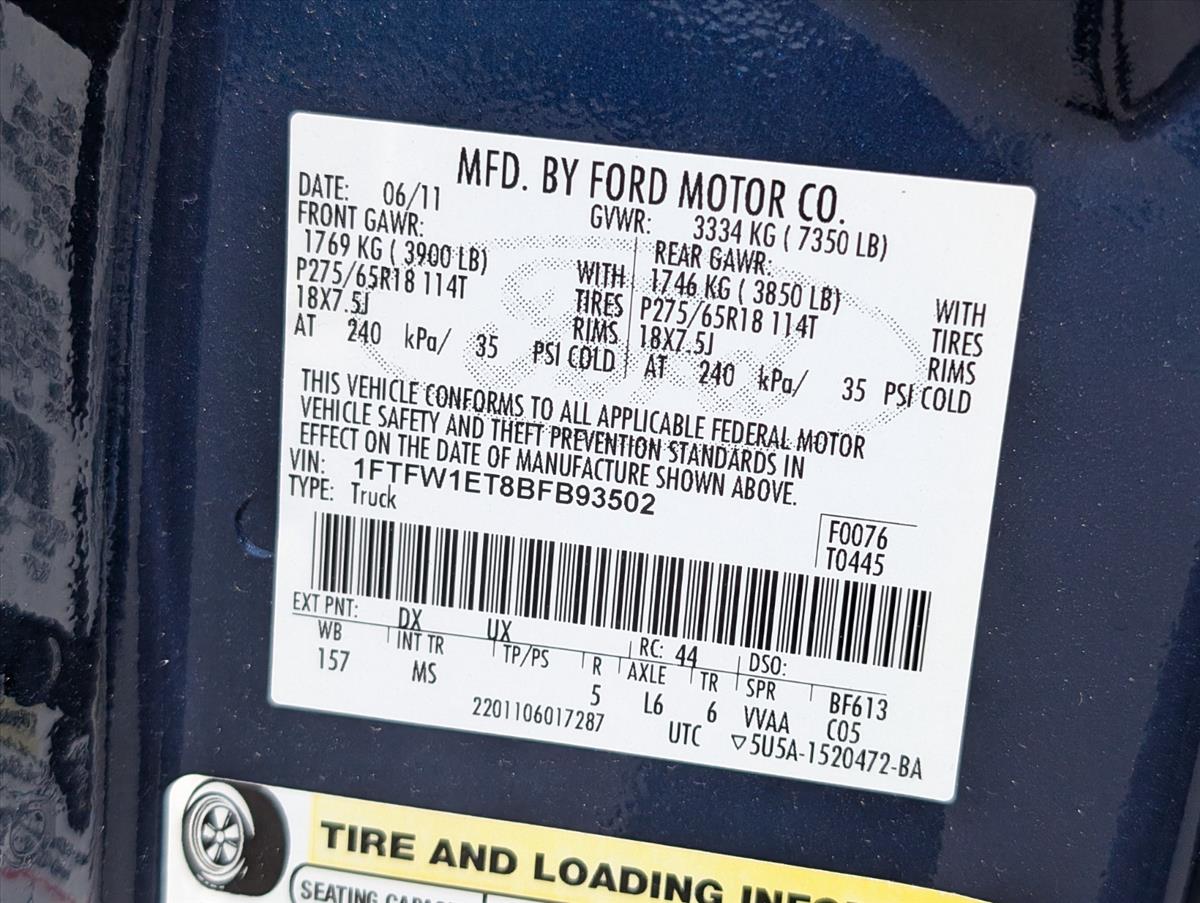 MFD. BY FORD MOTOR CO.
DATE: 06/11 GVWR: 3334 KG ( 7350 LB)
FRONT GAWR: REAR GAWR:
1769 KG ( 3900 LB) WITH 1746 KG ( 3850 LB) WITH
P275/65R18 114T TIRES P275/65R18 114T TIRES
18X7.5J RIMS 18X7.5J RIMS
AT 240 kPa/ 35 PSI COLD AT 240 kPa/ 35 PSI COLD
THIS VEHICLE CONFORMS TO ALL APPLICABLE FEDERAL MOTOR
VEHICLE SAFETY AND THEFT PREVENTION STANDARDS IN
EFFECT ON THE DATE OF MANUFACTURE SHOWN ABOVE.
VIN: 1FTFW1ET8BFB93502
TYPE: Truck
F0076
T0445
EXT PNT: DX UX RC: 44 DSO:
WB INT TR TP/PS R AXLE TR SPR BF613
157 MS 5 L6 6 VVAA C05
2201106017287 UTC ▽5U5A-1520472-BA
TIRE AND LOADING
SEATING